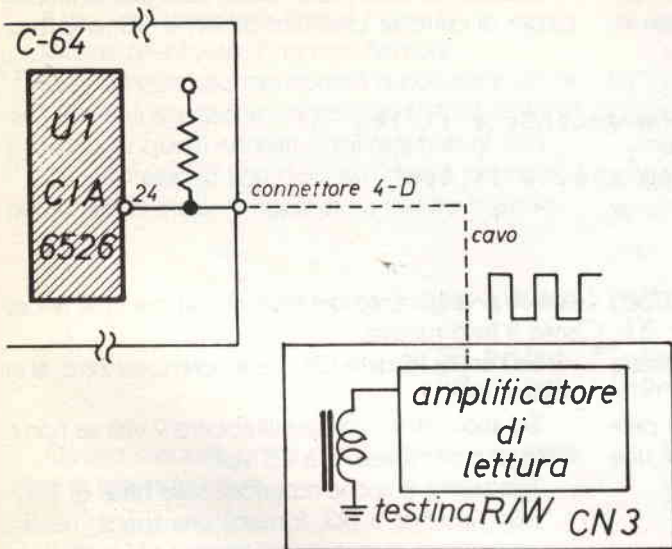 C-64
U1
CIA
6526
24
connettore 4-D
cavo
amplificatore
di
lettura
testina R/W
CN3